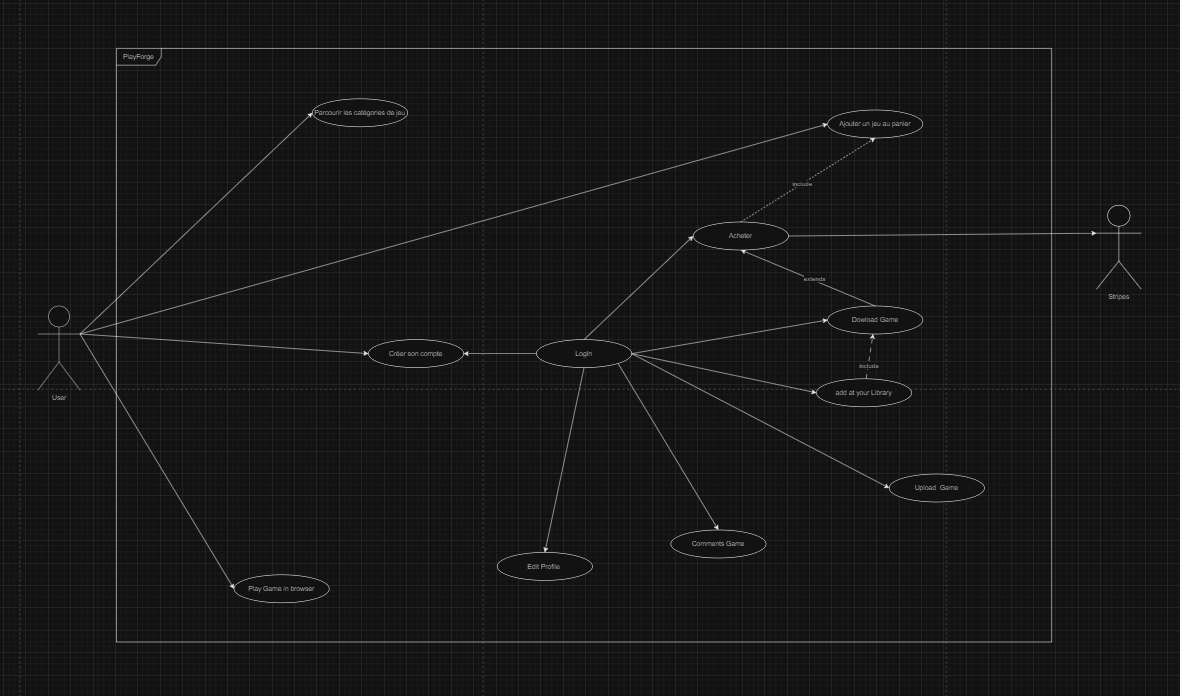 PlayForge
Parcourir les catégories de jeu
Ajouter un jeu au panier
include
Acheter
Stripes
extends
Dowload Game
Créer son compte
LogIn
include
add at your Library
User
Upload Game
Comments Game
Edit Profile
Play Game in browser